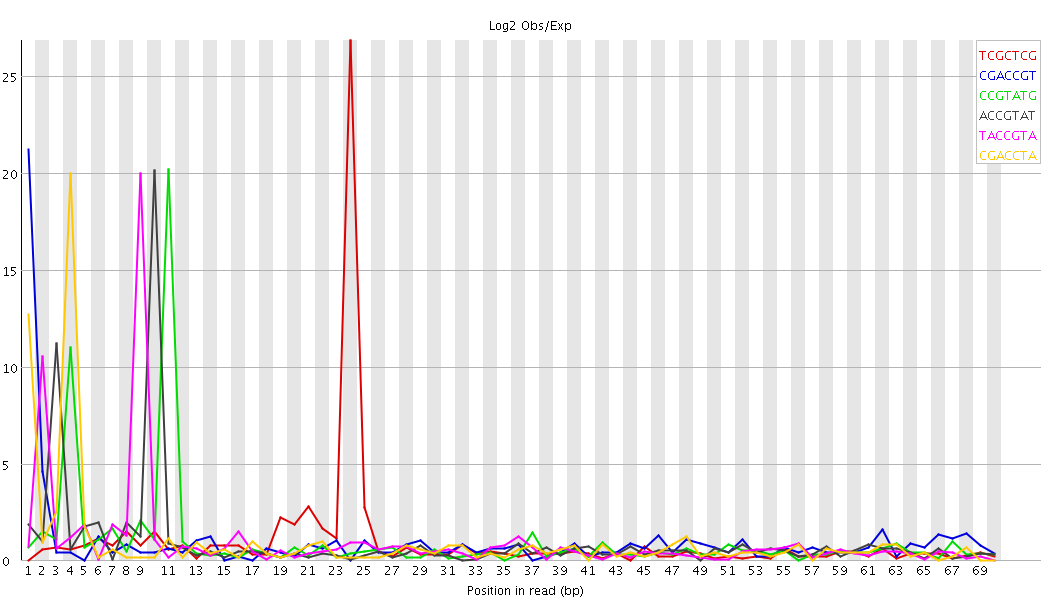 Log2 Obs/Exp
TCGCTCG
CGACCGT
CCGTATG
ACCGTAT
TACCGTA
CGACCTA
25
20
15
10
5
0
1 2 3 4 5 6 7 8 9 11 13 15 17 19 21 23 25 27 29 31 33 35 37 39 41 43 45 47 49 51 53 55 57 59 61 63 65 67 69
Position in read (bp)